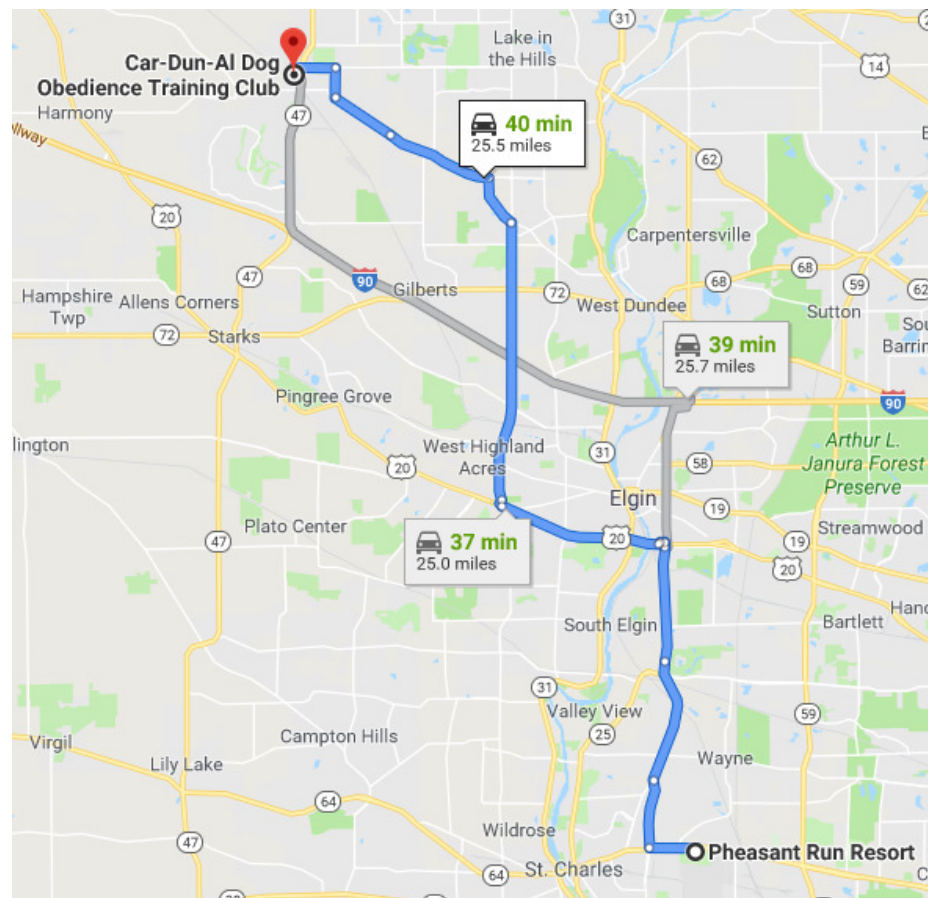 31
Lake in
the Hills
14
Car-Dun-Al Dog
Obedience Training Club
47
Harmony
40 min
25.5 miles
62
20
Carpentersville
47
90
Gilberts
72
68
68
59
62
Hampshire
Twp
Allens Corners
West Dundee
Sutton
72
Starks
39 min
25.7 miles
Pingree Grove
90
West Highland
Acres
31
Arthur L.
Janura Forest
Preserve
20
58
Elgin
19
Plato Center
Streamwood
47
37 min
25.0 miles
20
19
20
Bartlett
South Elgin
31
Valley View
59
25
Virgil
Campton Hills
Wayne
Lily Lake
64
Wildrose
47
Pheasant Run Resort
64
St. Charles